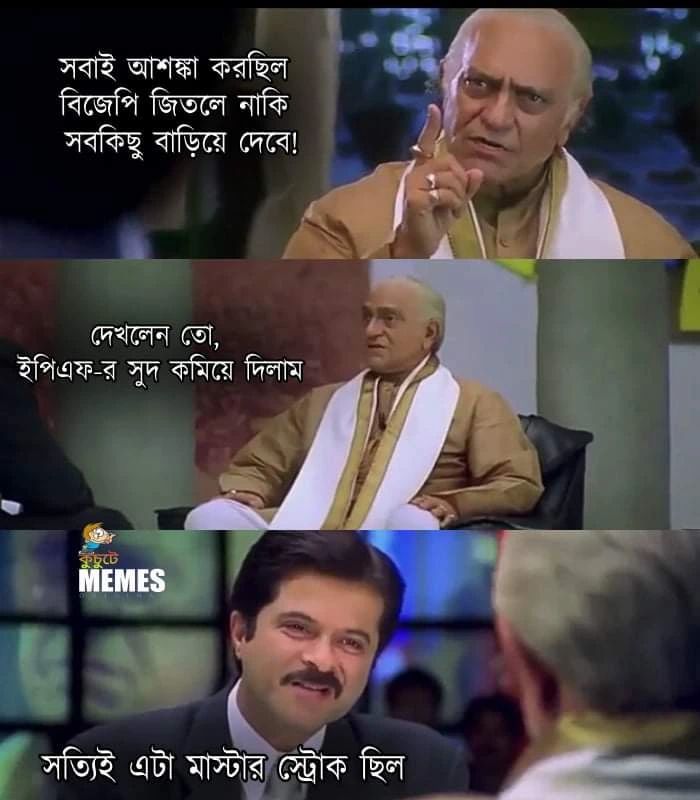 সবাই আশঙ্কা করছিল
বিজেপি জিতলে নাকি
সবকিছু বাড়িয়ে দেবে!
দেখলেন তো,
ইপিএফ-র সুদ কমিয়ে দিলাম
কুচুটে
MEMES
সত্যিই এটা মাস্টার স্ট্রোক ছিল